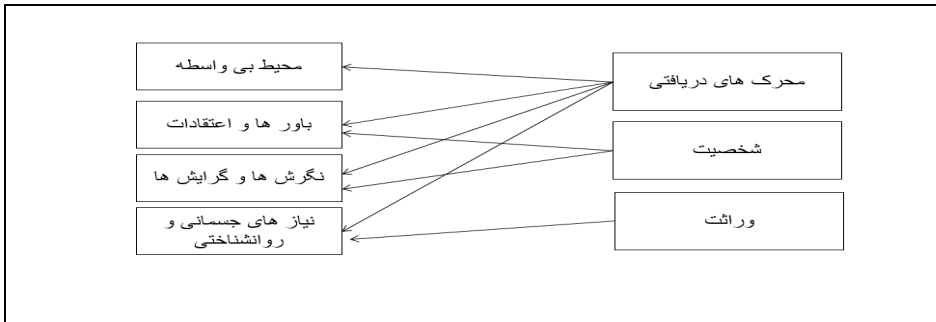 محرک های دریافتی
شخصیت
وراثت
محیط بی واسطه
باور ها و اعتقادات
نگرش ها و گرایش ها
نیاز های جسمانی و
روانشناختی